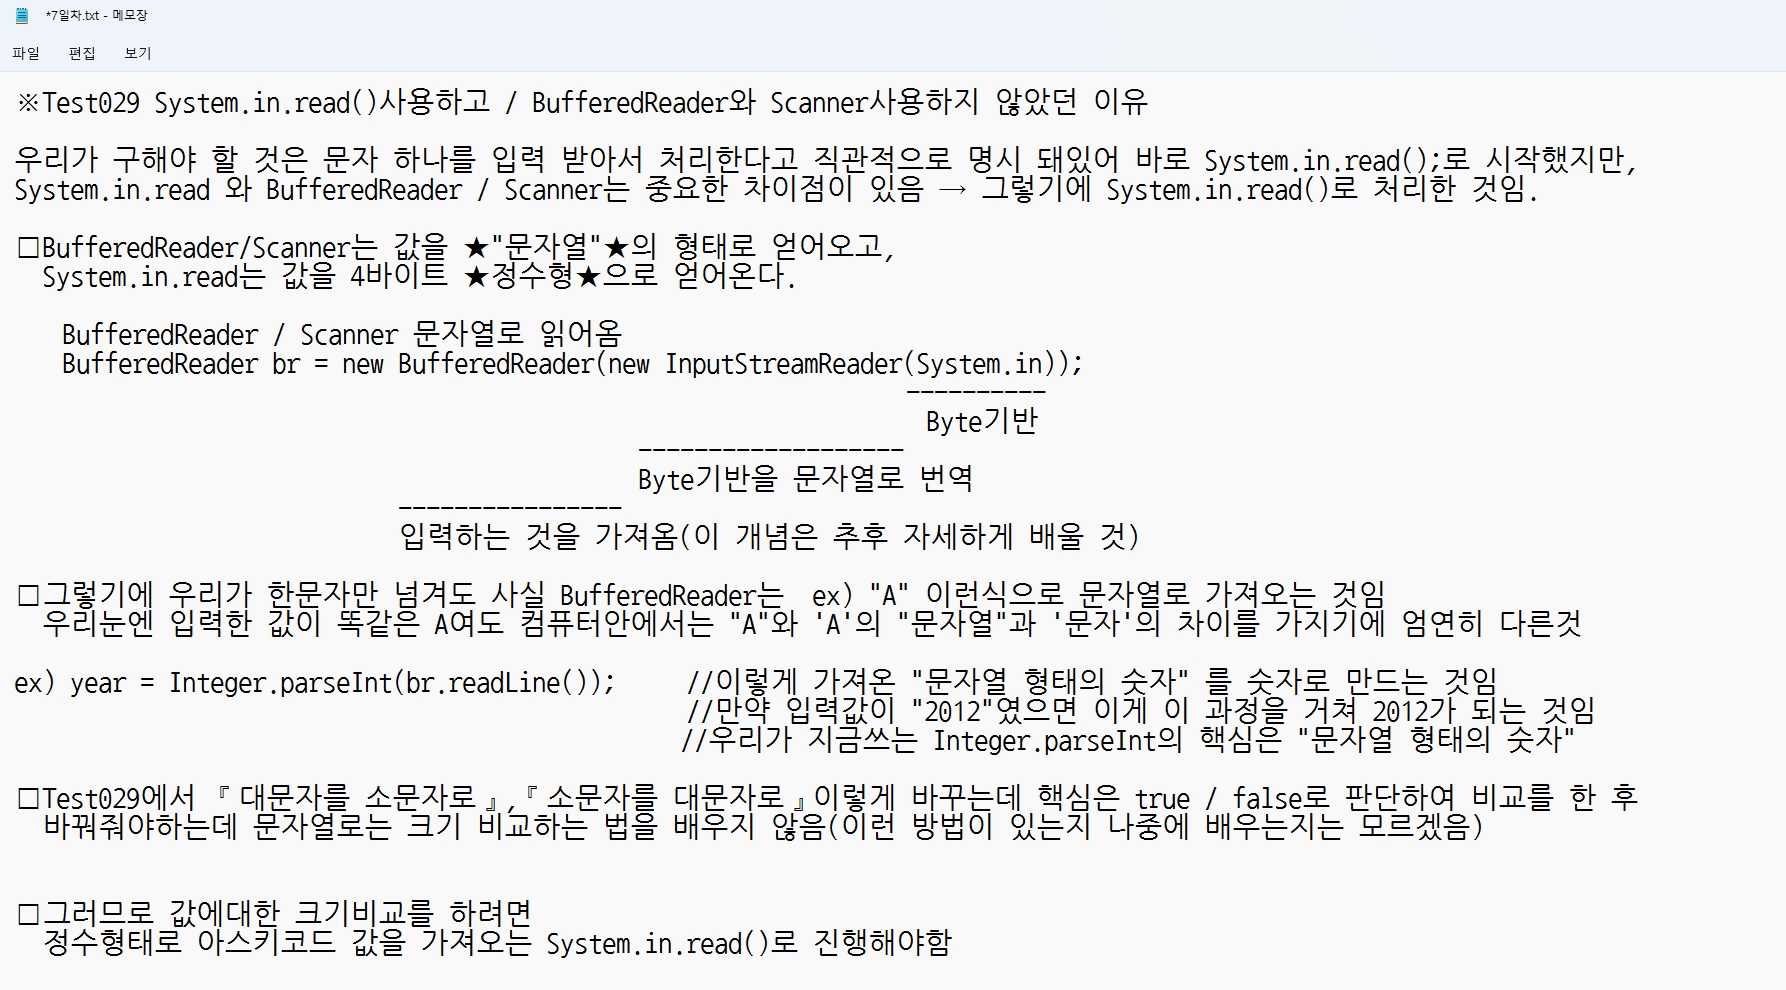 *7일차.txt - 메모장
파일 편집 보기
※Test029 System.in.read()사용하고 / BufferedReader와 Scanner사용하지 않았던 이유
우리가 구해야 할 것은 문자 하나를 입력 받아서 처리한다고 직관적으로 명시 돼있어 바로 System.in.read();로 시작했지만,
System.in.read 와 BufferedReader / Scanner는 중요한 차이점이 있음 → 그렇기에 System.in.read()로 처리한 것임.
□BufferedReader/Scanner는 값을 ★"문자열"★의 형태로 얻어오고,
System.in.read는 값을 4바이트 ★정수형★으로 얻어온다.
BufferedReader / Scanner 문자열로 읽어옴
BufferedReader br = new BufferedReader(new InputStreamReader(System.in));
----------
Byte기반
-------------------
Byte기반을 문자열로 번역
----------------
입력하는 것을 가져옴(이 개념은 추후 자세하게 배울 것)
□그렇기에 우리가 한문자만 넘겨도 사실 BufferedReader는 ex) "A" 이런식으로 문자열로 가져오는 것임
우리눈엔 입력한 값이 똑같은 A여도 컴퓨터안에서는 "A"와 'A'의 "문자열"과 '문자'의 차이를 가지기에 엄연히 다른것
ex) year = Integer.parseInt(br.readLine()); //이렇게 가져온 "문자열 형태의 숫자" 를 숫자로 만드는 것임
//만약 입력값이 "2012"였으면 이게 이 과정을 거쳐 2012가 되는 것임
//우리가 지금쓰는 Integer.parseInt의 핵심은 "문자열 형태의 숫자"
□Test029에서 『대문자를 소문자로』,『소문자를 대문자로』이렇게 바꾸는데 핵심은 true / false로 판단하여 비교를 한 후
바꿔줘야하는데 문자열로는 크기 비교하는 법을 배우지 않음(이런 방법이 있는지 나중에 배우는지는 모르겠음)
□그러므로 값에대한 크기비교를 하려면
정수형태로 아스키코드 값을 가져오는 System.in.read()로 진행해야함